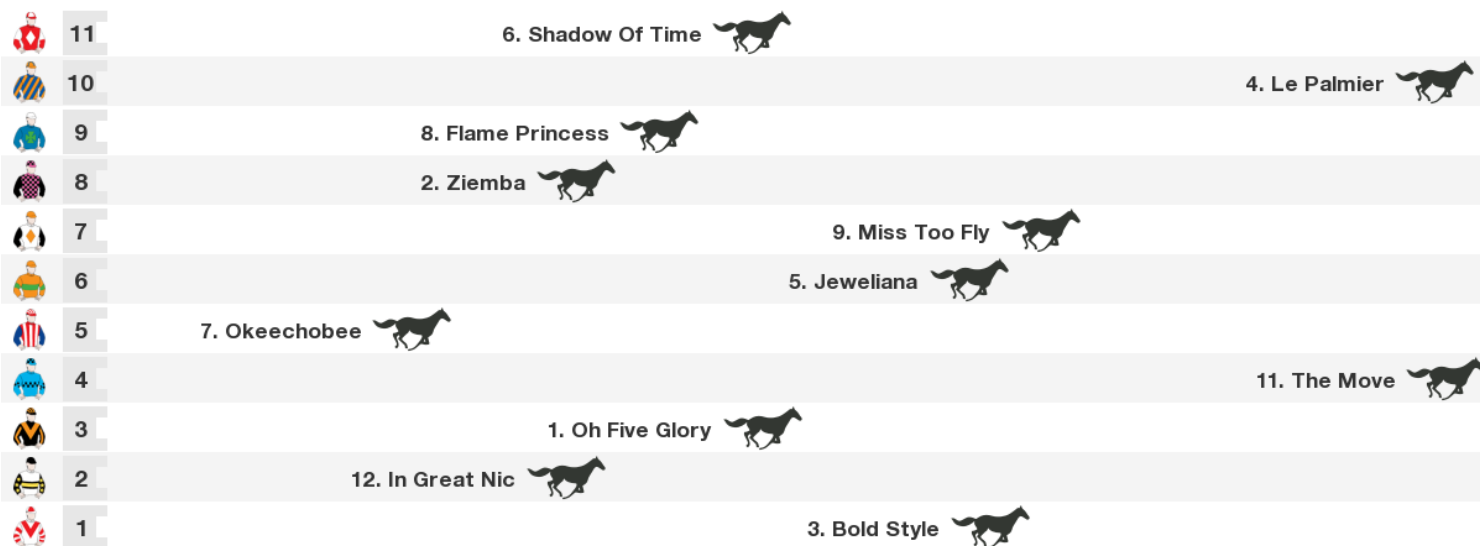 11 6. Shadow Of Time
10 4. Le Palmier
9 8. Flame Princess
8 2. Ziemba
7 9. Miss Too Fly
6 5. Jeweliana
5 7. Okeechobee
4 11. The Move
3 1. Oh Five Glory
2 12. In Great Nic
1 3. Bold Style